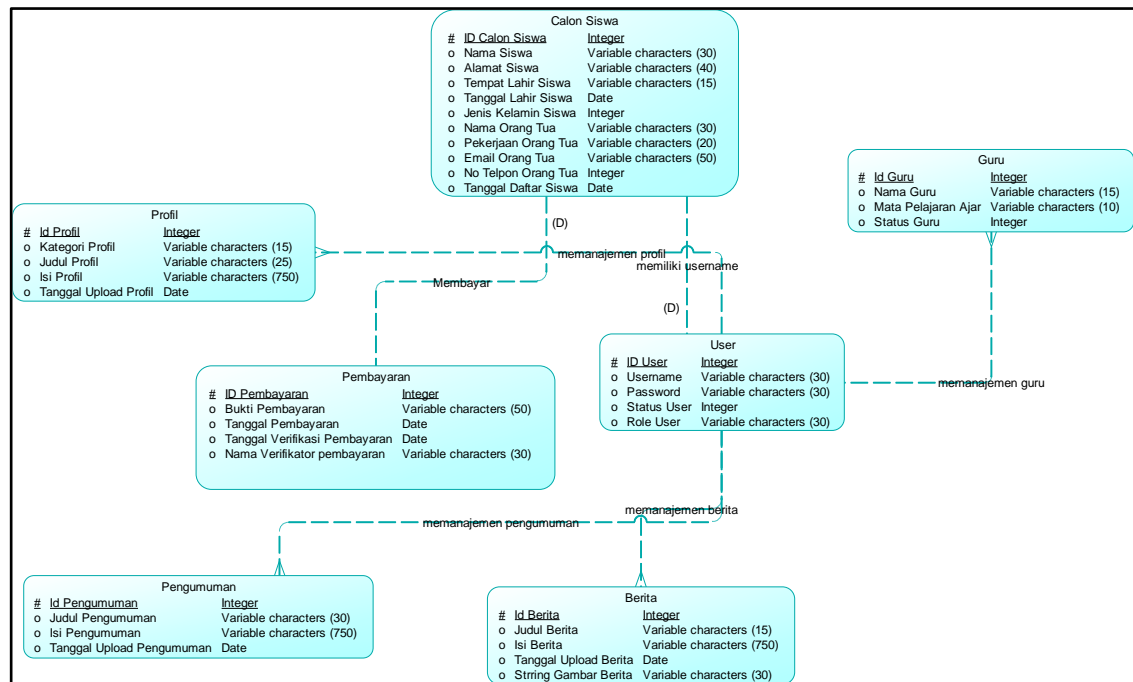 Calon Siswa
# ID Calon Siswa Integer
o Nama Siswa Variable characters (30)
o Alamat Siswa Variable characters (40)
o Tempat Lahir Siswa Variable characters (15)
o Tanggal Lahir Siswa Date
o Jenis Kelamin Siswa Integer
o Nama Orang Tua Variable characters (30)
o Pekerjaan Orang Tua Variable characters (20)
o Email Orang Tua Variable characters (50)
o No Telpon Orang Tua Integer
o Tanggal Daftar Siswa Date
Guru
# Id Guru Integer
o Nama Guru Variable characters (15)
o Mata Pelajaran Ajar Variable characters (10)
o Status Guru Integer
Profil
# Id Profil Integer
o Kategori Profil Variable characters (15)
o Judul Profil Variable characters (25)
o Isi Profil Variable characters (750)
o Tanggal Upload Profil Date
(D)
memanajemen profil
memiliki username
Membayar
(D)
User
# ID User Integer
o Username Variable characters (30)
o Password Variable characters (30)
o Status User Integer
o Role User Variable characters (30)
memanajemen guru
Pembayaran
# ID Pembayaran Integer
o Bukti Pembayaran Variable characters (50)
o Tanggal Pembayaran Date
o Tanggal Verifikasi Pembayaran Date
o Nama Verifikator pembayaran Variable characters (30)
memanajemen berita
memanajemen pengumuman
Pengumuman
# Id Pengumuman Integer
o Judul Pengumuman Variable characters (30)
o Isi Pengumuman Variable characters (750)
o Tanggal Upload Pengumuman Date
Berita
# Id Berita Integer
o Judul Berita Variable characters (15)
o Isi Berita Variable characters (750)
o Tanggal Upload Berita Date
o Strring Gambar Berita Variable characters (30)